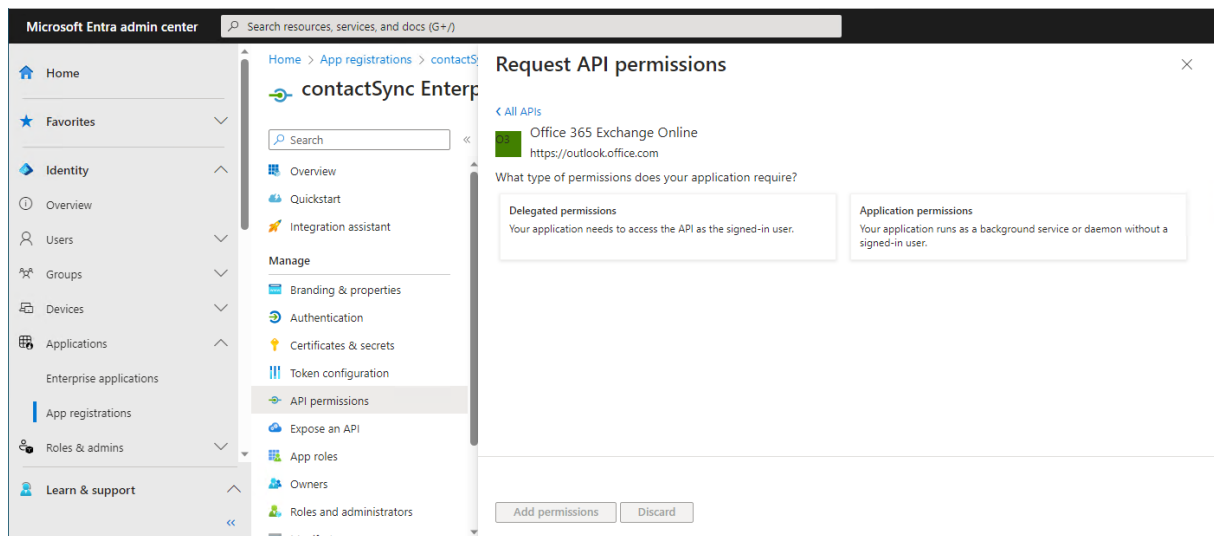 Microsoft Entra admin center
Search resources, services, and docs (G+/)
Home
Favorites
Identity
Overview
Users
Groups
Devices
Applications
Enterprise applications
App registrations
Roles & admins
Learn & support
Home > App registrations > contactS
contactSync Enterp
Search
Overview
Quickstart
Integration assistant
Manage
Branding & properties
Authentication
Certificates & secrets
Token configuration
API permissions
Expose an API
App roles
Owners
Roles and administrators
Request API permissions
All APIs
O3
Office 365 Exchange Online
https://outlook.office.com
What type of permissions does your application require?
Delegated permissions
Your application needs to access the API as the signed-in user.
Application permissions
Your application runs as a background service or daemon without a
signed-in user.
Add permissions
Discard